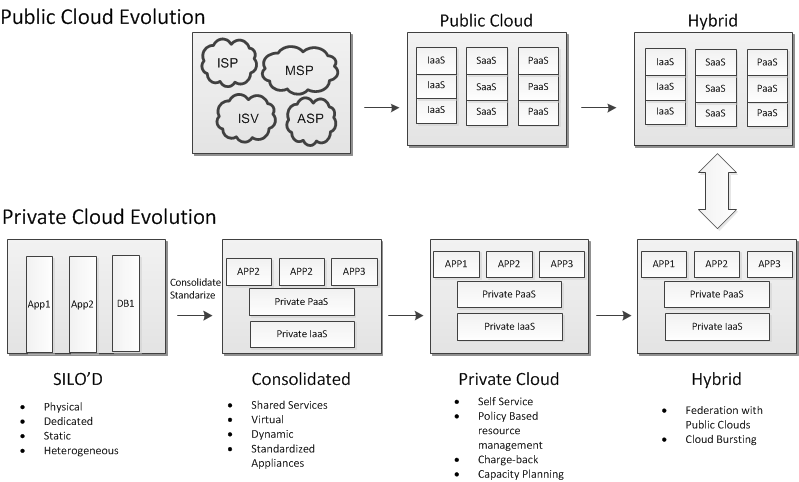 Public Cloud Evolution
Public Cloud
Hybrid
ISP
MSP
ISV
ASP
IaaS
SaaS
PaaS
IaaS
SaaS
PaaS
IaaS
SaaS
PaaS
IaaS
SaaS
PaaS
IaaS
SaaS
PaaS
IaaS
SaaS
PaaS
Private Cloud Evolution
App1
App2
DB1
Consolidate
Standarize
APP2
APP2
APP3
Private PaaS
Private IaaS
APP1
APP2
APP3
Private PaaS
Private IaaS
APP1
APP2
APP3
Private PaaS
Private IaaS
SILO’D
• Physical
• Dedicated
• Static
• Heterogeneous
Consolidated
• Shared Services
• Virtual
• Dynamic
• Standardized
Appliances
Private Cloud
• Self Service
• Policy Based
resource
management
• Charge-back
• Capacity Planning
Hybrid
• Federation with
Public Clouds
• Cloud Bursting